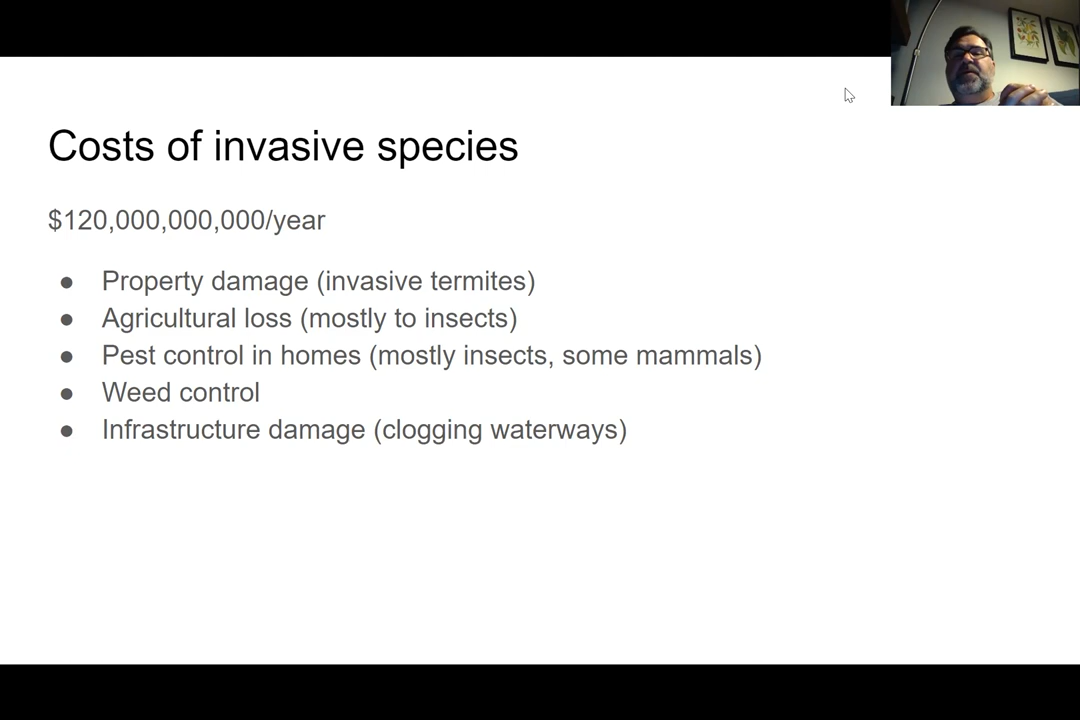 Costs of invasive species
$120,000,000,000/year
● Property damage (invasive termites)
● Agricultural loss (mostly to insects)
● Pest control in homes (mostly insects, some mammals)
● Weed control
● Infrastructure damage (clogging waterways)